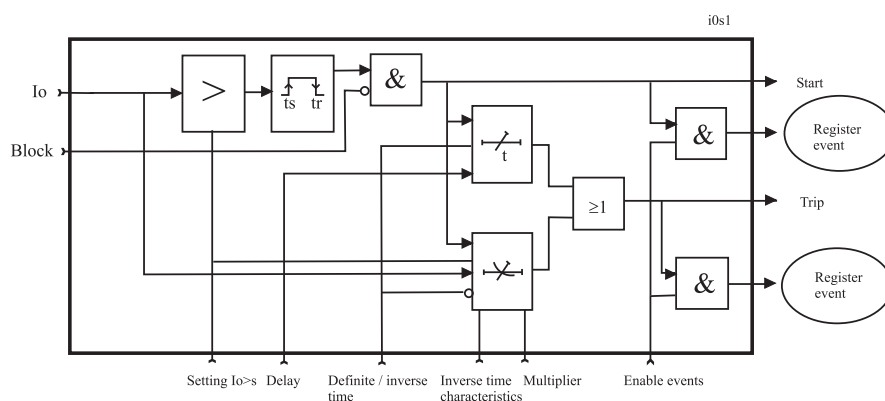 i0s1
Io
>
ts tr
&
Start
Block
t
&
Register
event
≥1
Trip
&
Register
event
Setting Io>s
Delay
Definite / inverse
time
Inverse time
characteristics
Multiplier
Enable events